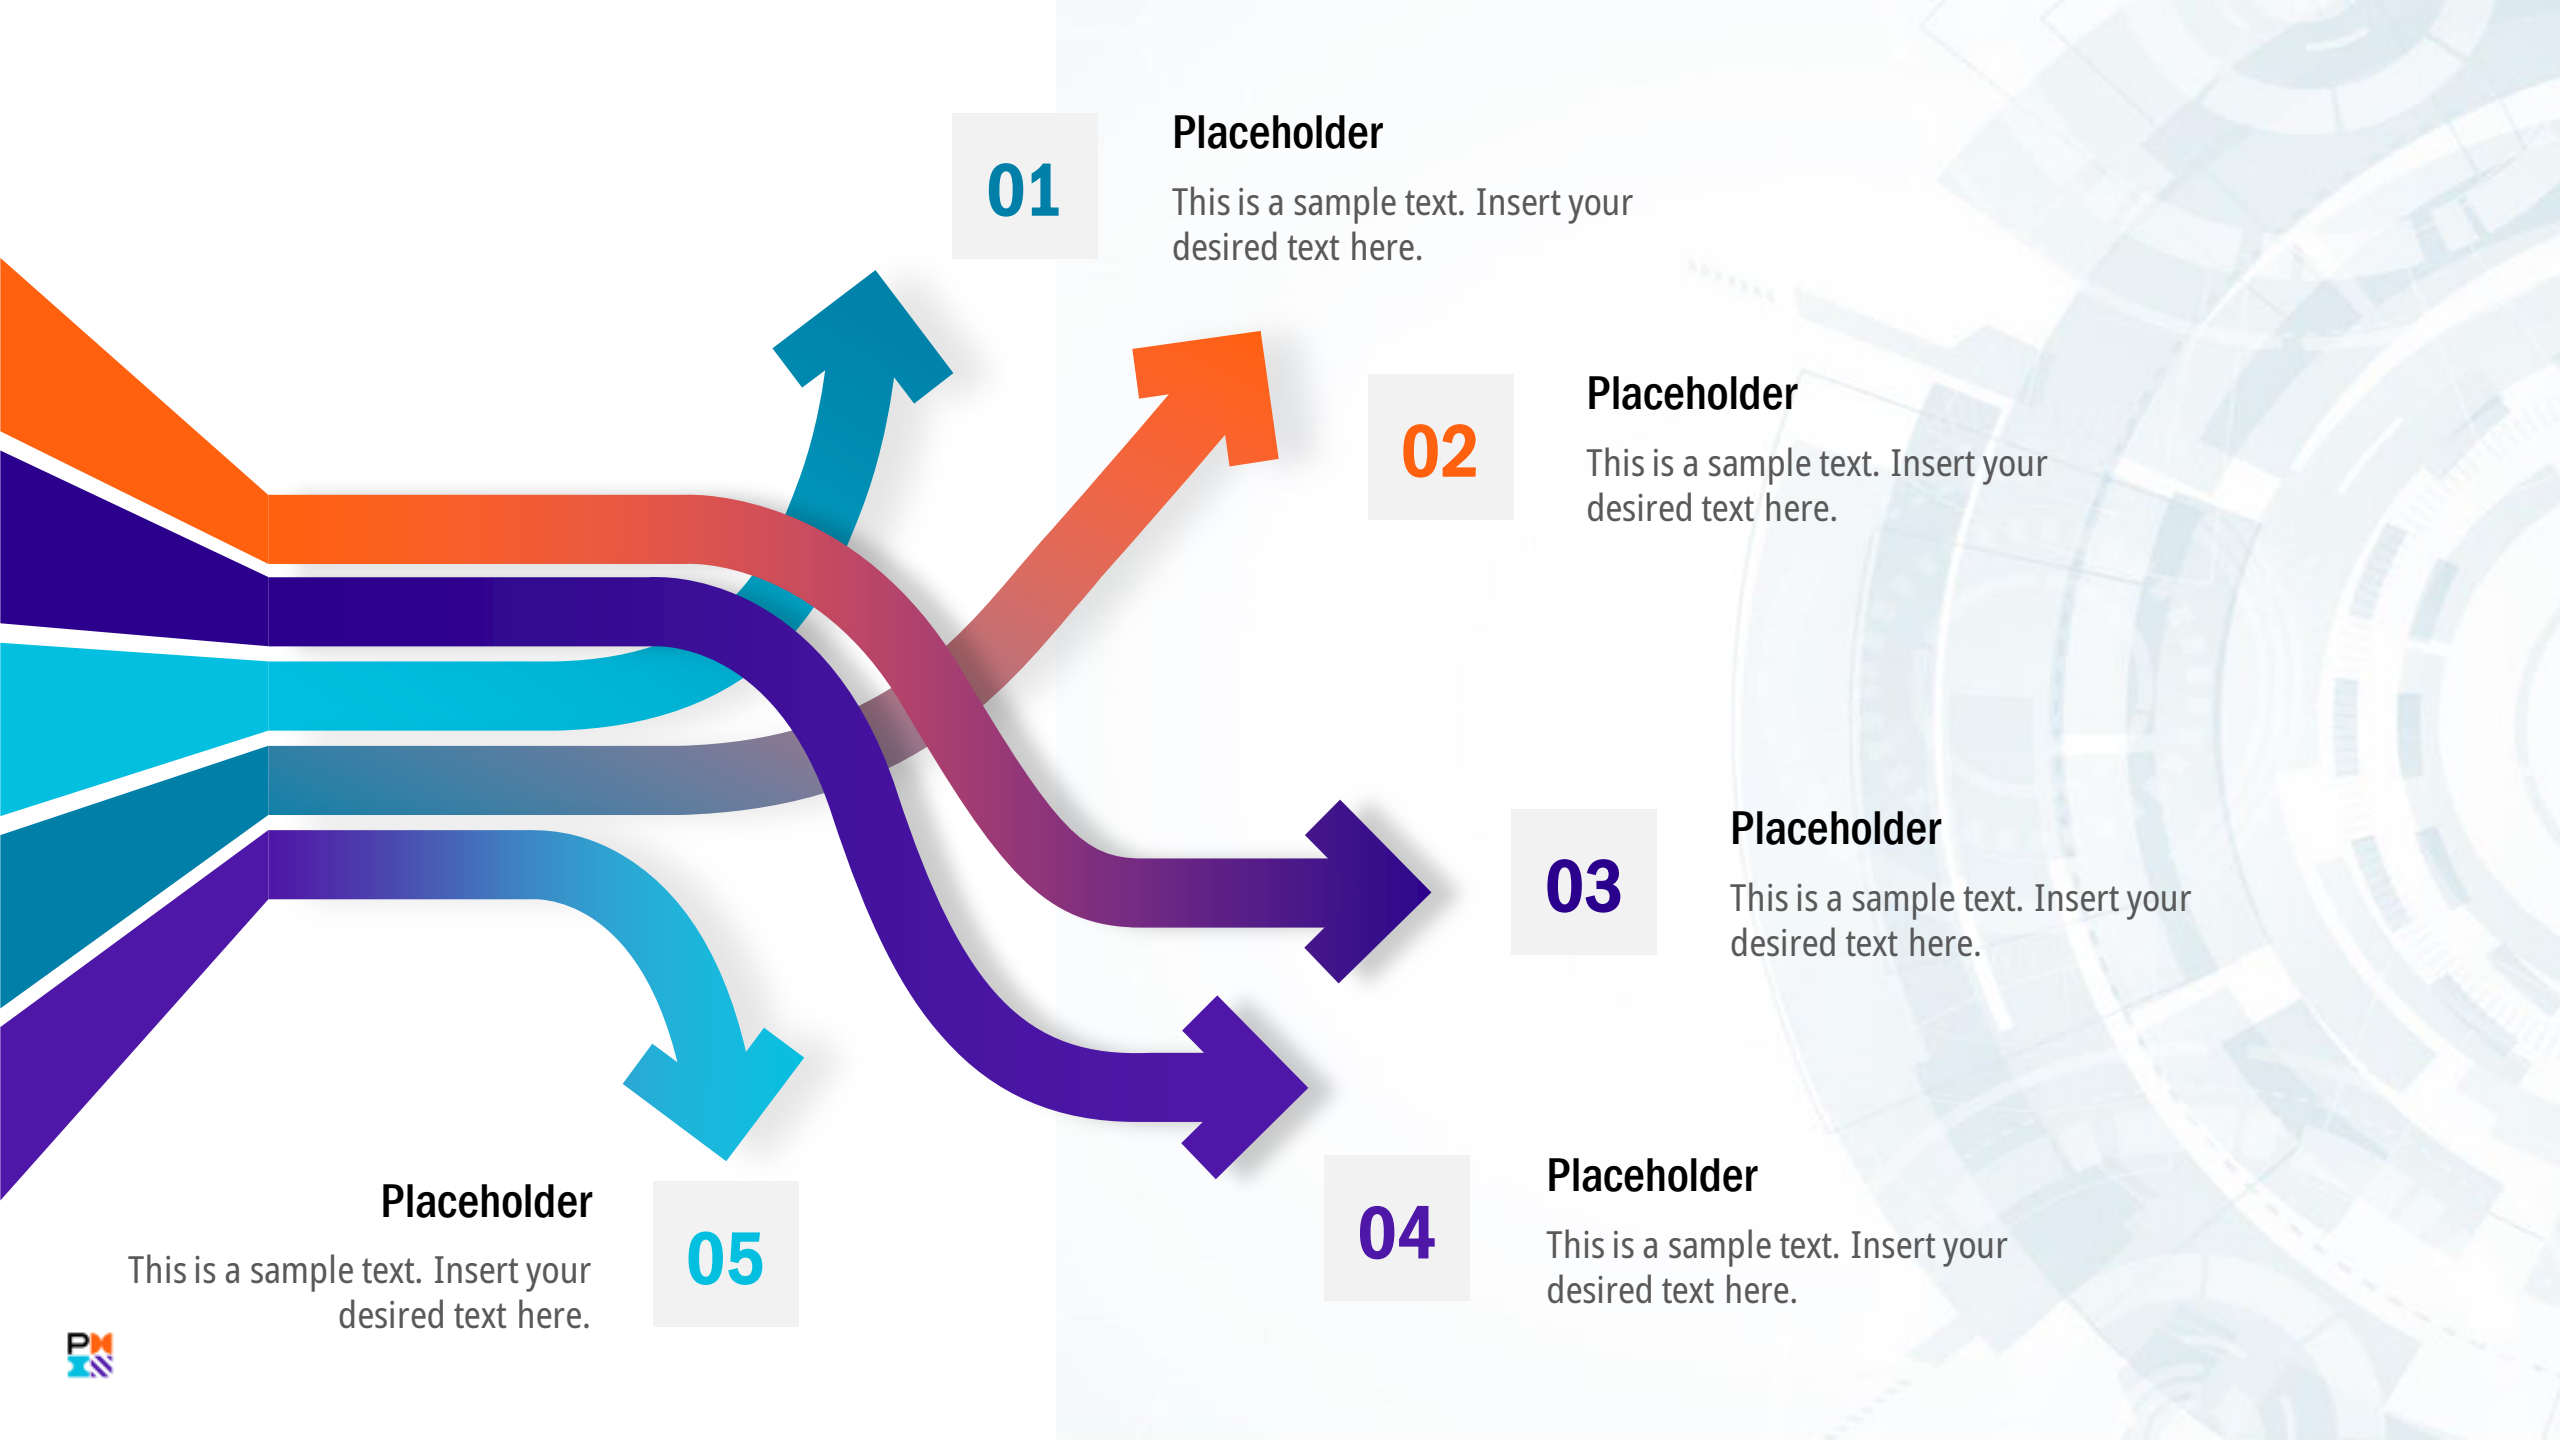 01
Placeholder
This is a sample text. Insert your
desired text here.
02
Placeholder
This is a sample text. Insert your
desired text here.
03
Placeholder
This is a sample text. Insert your
desired text here.
04
Placeholder
This is a sample text. Insert your
desired text here.
Placeholder
This is a sample text. Insert your
desired text here.
05
PM